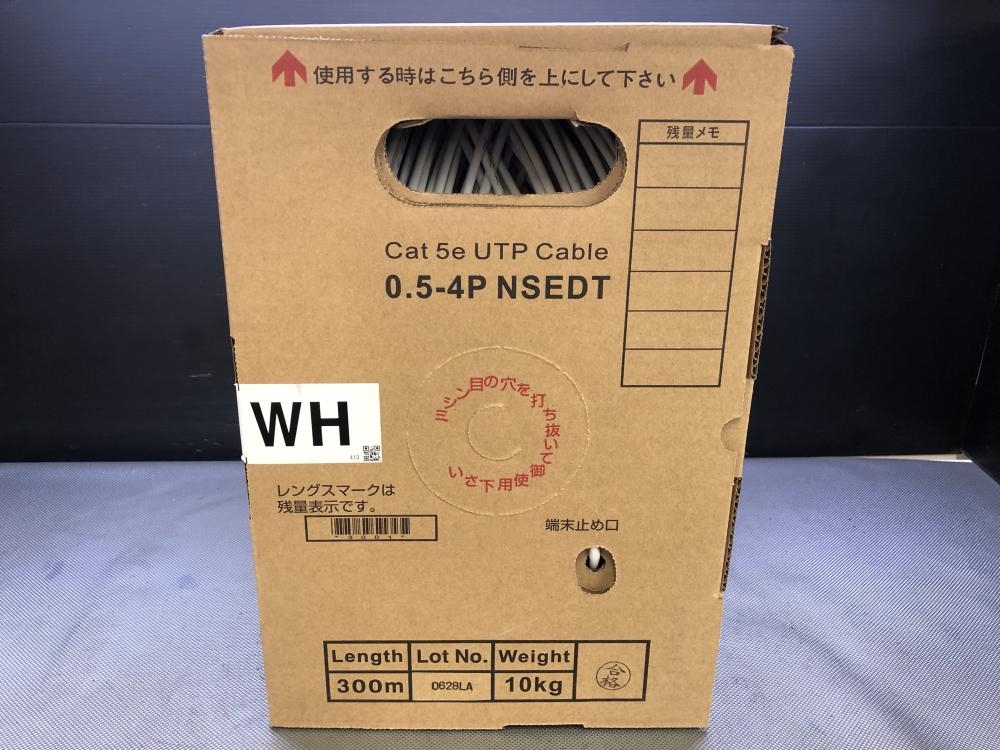 使用する時はこちら側を上にして下さい
残量メモ
Cat 5e UTP Cable
0.5-4P NSEDT
ミシン目の穴を打ち抜いて
御使用下さい
WH
413
レングスマークは
残量表示です。
*3001*
端末止め口
Length Lot No. Weight
300m 0628LA 10kg
合格